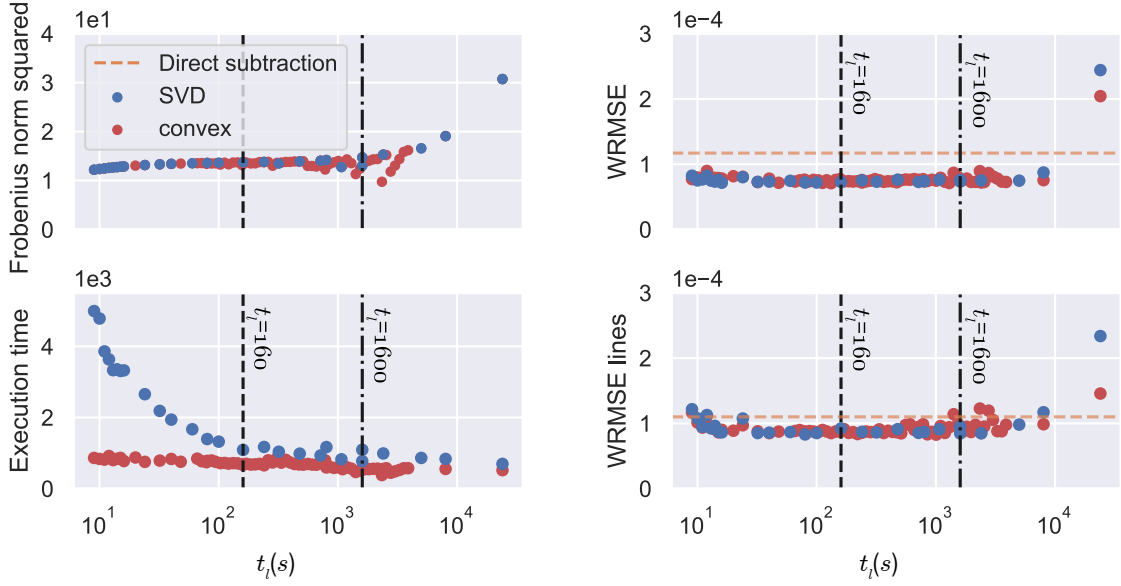 1e1
Frobenius norm squared
4
3
2
1
0
Direct subtraction
SVD
convex
t_l=160
t_l=1600
1e-4
WRMSE
3
2
1
0
t_l=160
t_l=1600
1e3
Execution time
4
2
0
t_l=160
t_l=1600
10^1
10^2
10^3
10^4
t_l(s)
1e-4
WRMSE lines
3
2
1
0
t_l=160
t_l=1600
10^1
10^2
10^3
10^4
t_l(s)